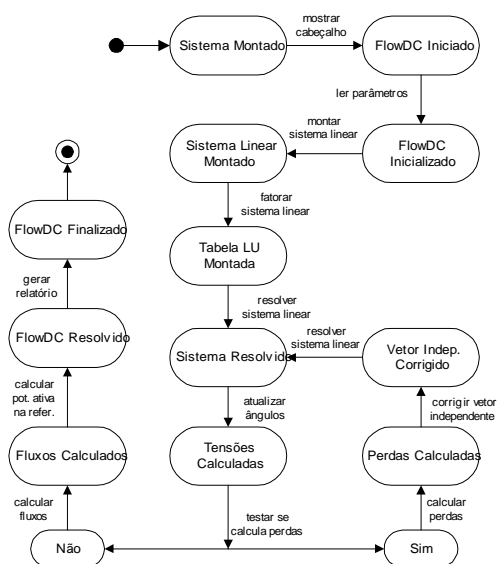 mostrar
cabeçalho
Sistema Montado
FlowDC Iniciado
ler parâmetros
montar
sistema linear
Sistema Linear
Montado
FlowDC
Inicializado
fatorar
sistema linear
FlowDC Finalizado
Tabela LU
Montada
gerar
relatório
resolver
sistema linear
resolver
sistema linear
FlowDC Resolvido
Sistema Resolvido
Vetor Indep.
Corrigido
calcular
pot. ativa
na refer.
atualizar
ângulos
corrigir vetor
independente
Fluxos Calculados
Tensões
Calculadas
Perdas Calculadas
calcular
fluxos
testar se
calcula perdas
calcular
perdas
Não
Sim